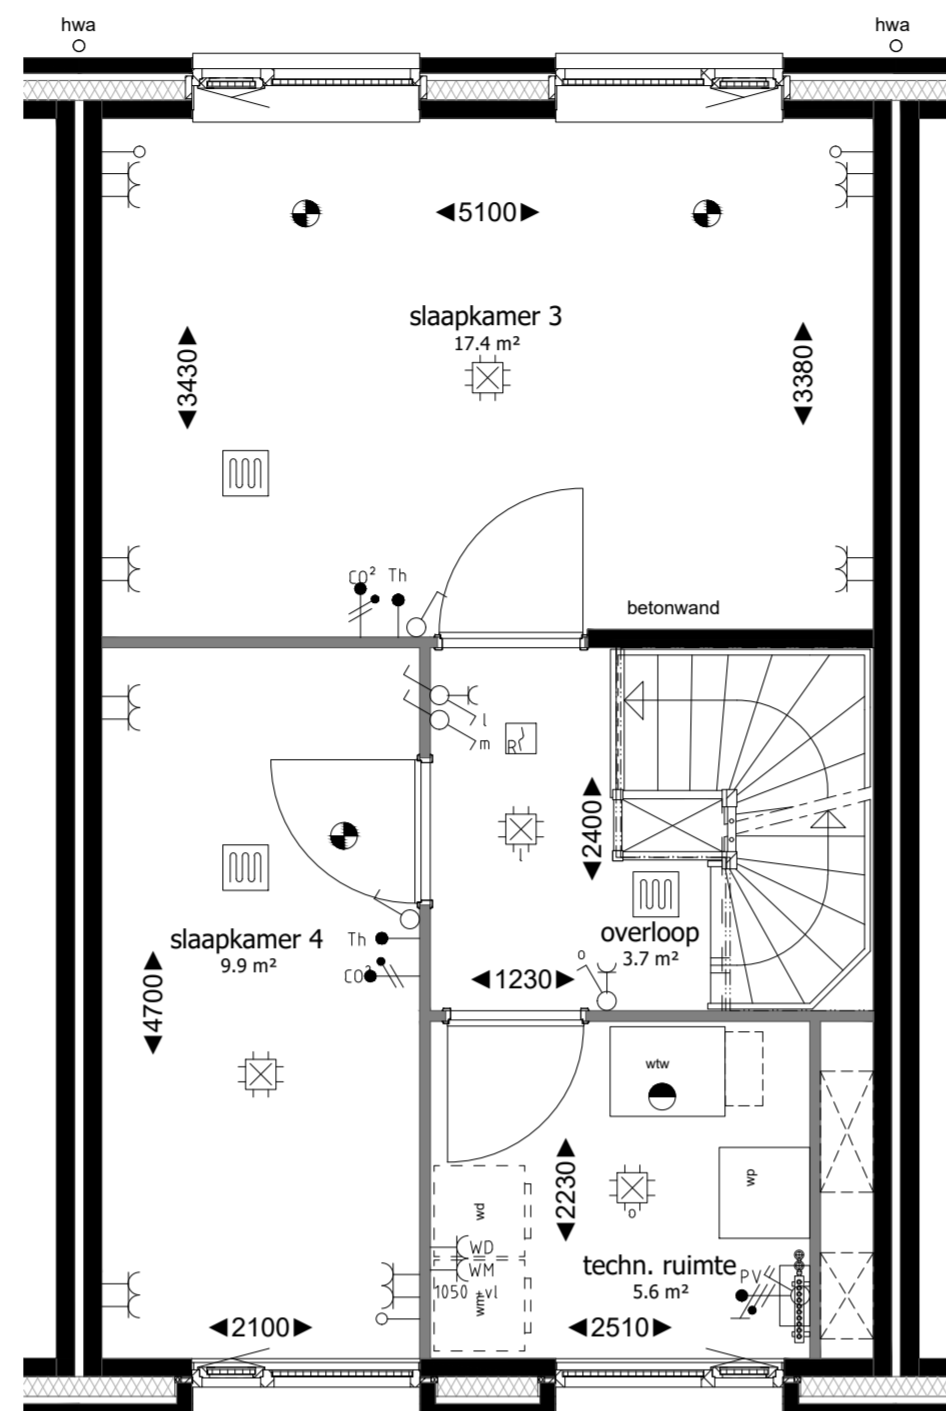 hwa
hwa
5100
slaapkamer 3
17.4 m²
3430
3380
CO²
Th
betonwand
l
m
R
2400
l
overloop
3.7 m²
slaapkamer 4
9.9 m²
Th
CO²
o
1230
4700
wtw
wp
2230
o
wd
WD
WM
1050 +vl
wm
techn. ruimte
5.6 m²
PV
2100
2510